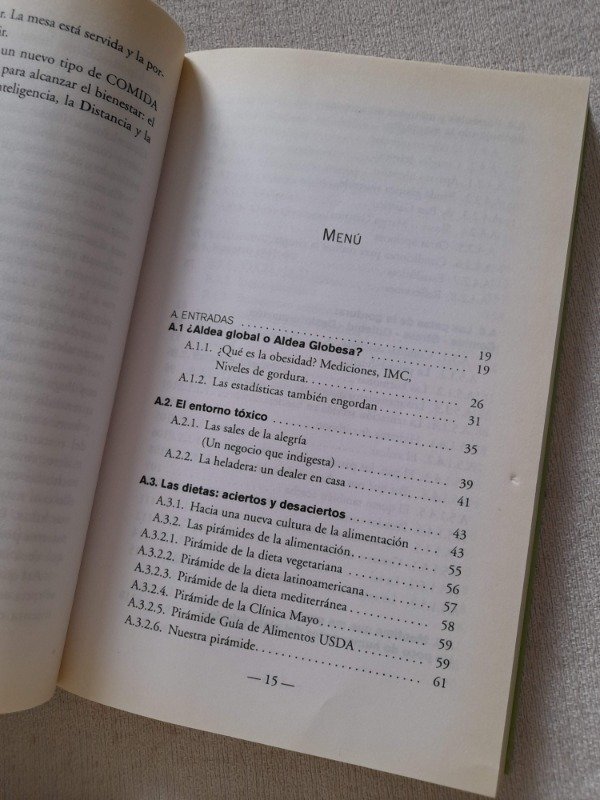 r. La mesa está servida y la por-
ir.
un nuevo tipo de COMIDA
para alcanzar el bienestar: el
nteligencia, la Distancia y la
MENÚ
A. ENTRADAS ........ 19
A.1 ¿Aldea global o Aldea Globesa? ........ 19
A.1.1. ¿Qué es la obesidad? Mediciones, IMC,
Niveles de gordura ........ 26
A.1.2. Las estadísticas también engordan ........ 31
A.2. El entorno tóxico ........ 35
A.2.1. Las sales de la alegría
(Un negocio que indigesta) ........ 39
A.2.2. La heladera: un dealer en casa ........ 41
A.3. Las dietas: aciertos y desaciertos ........ 43
A.3.1. Hacia una nueva cultura de la alimentación .... 43
A.3.2. Las pirámides de la alimentación ........ 55
A.3.2.1. Pirámide de la dieta vegetariana ........ 56
A.3.2.2. Pirámide de la dieta latinoamericana ........ 57
A.3.2.3. Pirámide de la dieta mediterránea ........ 58
A.3.2.4. Pirámide de la Clínica Mayo ........ 59
A.3.2.5. Pirámide Guía de Alimentos USDA ........ 59
A.3.2.6. Nuestra pirámide ........ 61
— 15 —